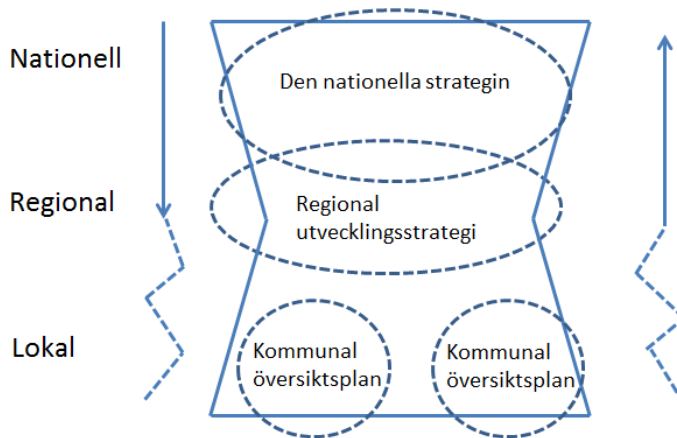 Nationell
Den nationella strategin
Regional
Regional
utvecklingsstrategi
Lokal
Kommunal
översiktsplan
Kommunal
översiktsplan